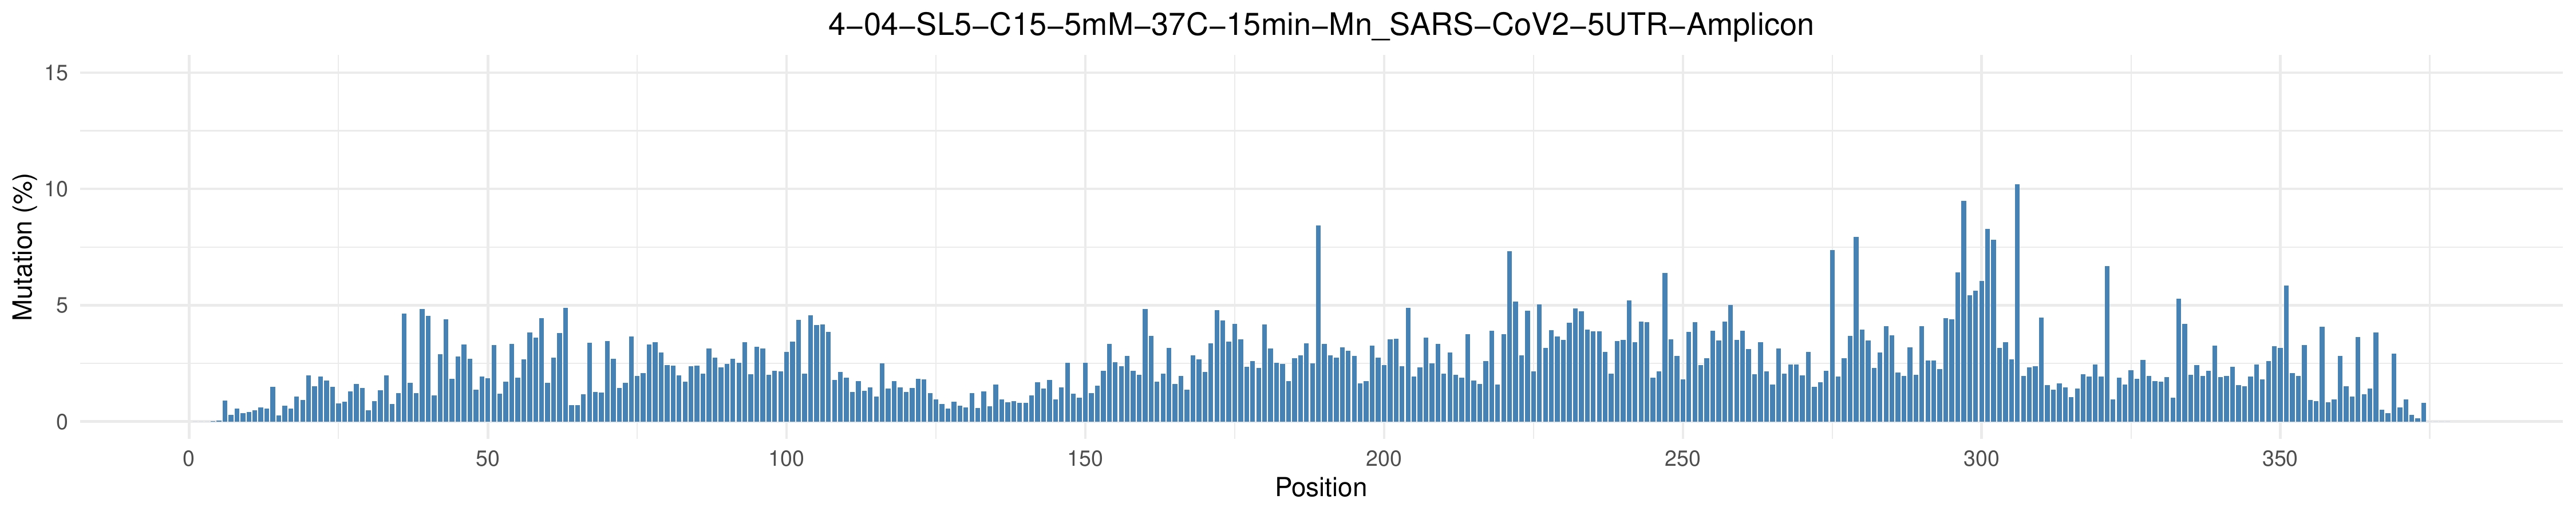 4−04−SL5−C15−5mM−37C−15min−Mn_SARS−CoV2−5UTR−Amplicon
15
10
5
0
Mutation (%)
0 50 100 150 200 250 300 350
Position